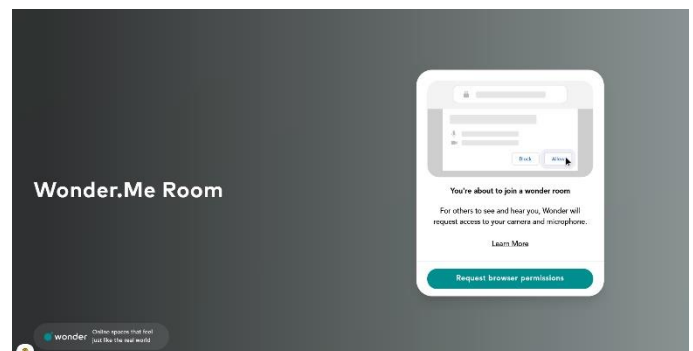 Wonder.Me Room
Block
Allow
You're about to join a wonder room
For others to see and hear you, Wonder will
request access to your camera and microphone.
Learn More
Request browser permissions
wonder
Online spaces that feel
just like the real world